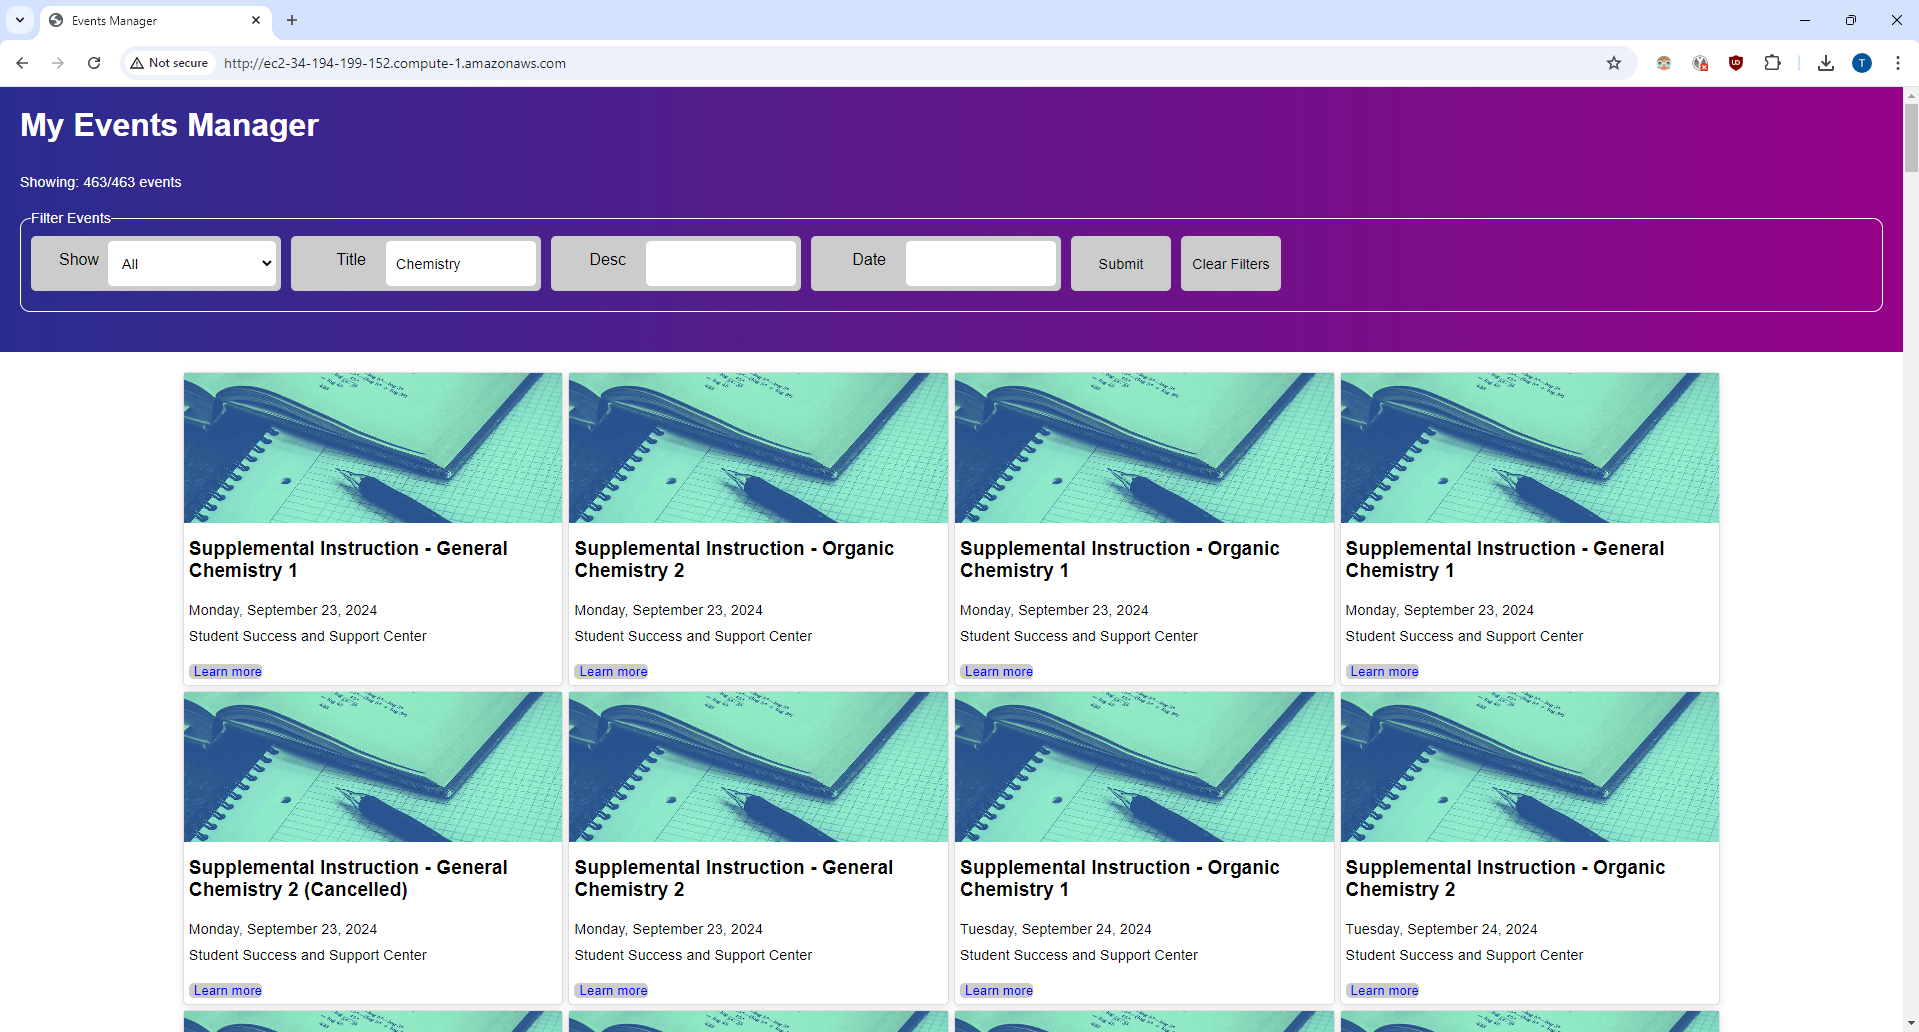 Events Manager
Not secure
http://ec2-34-194-199-152.compute-1.amazonaws.com
T
My Events Manager
Showing: 463/463 events
Filter Events
Show All Title Chemistry Desc Date Submit Clear Filters
Supplemental Instruction - General
Chemistry 1
Monday, September 23, 2024
Student Success and Support Center
Learn more
Supplemental Instruction - Organic
Chemistry 2
Monday, September 23, 2024
Student Success and Support Center
Learn more
Supplemental Instruction - Organic
Chemistry 1
Monday, September 23, 2024
Student Success and Support Center
Learn more
Supplemental Instruction - General
Chemistry 1
Monday, September 23, 2024
Student Success and Support Center
Learn more
Supplemental Instruction - General
Chemistry 2 (Cancelled)
Monday, September 23, 2024
Student Success and Support Center
Learn more
Supplemental Instruction - General
Chemistry 2
Monday, September 23, 2024
Student Success and Support Center
Learn more
Supplemental Instruction - Organic
Chemistry 1
Tuesday, September 24, 2024
Student Success and Support Center
Learn more
Supplemental Instruction - Organic
Chemistry 2
Tuesday, September 24, 2024
Student Success and Support Center
Learn more